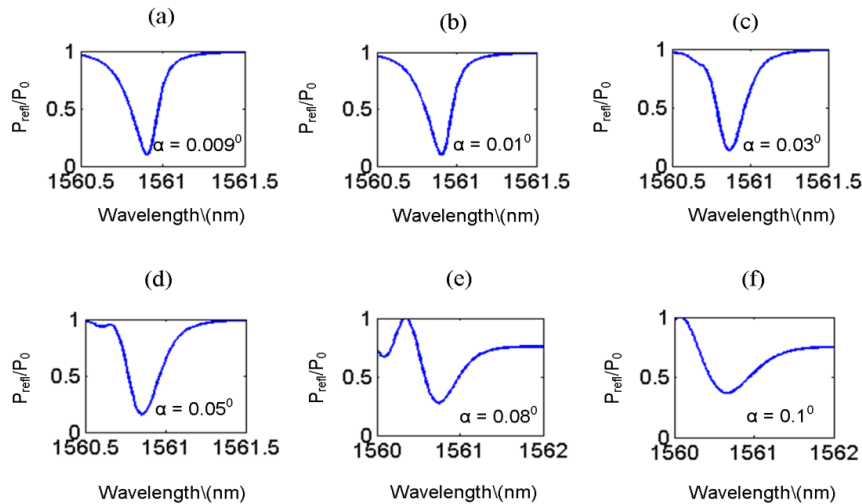 (a) (b) (c)
1 1 1
P_refl/P_0 0.5 P_refl/P_0 0.5 P_refl/P_0 0.5
α = 0.009⁰ α = 0.01⁰ α = 0.03⁰
0 0 0
1560.5 1561 1561.5 1560.5 1561 1561.5 1560.5 1561 1561.5
Wavelength\(nm) Wavelength\(nm) Wavelength\(nm)
(d) (e) (f)
1 1 1
P_refl/P_0 0.5 P_refl/P_0 0.5 P_refl/P_0 0.5
α = 0.05⁰ α = 0.08⁰ α = 0.1⁰
0 0 0
1560.5 1561 1561.5 1560 1561 1562 1560 1561 1562
Wavelength\(nm) Wavelength\(nm) Wavelength\(nm)